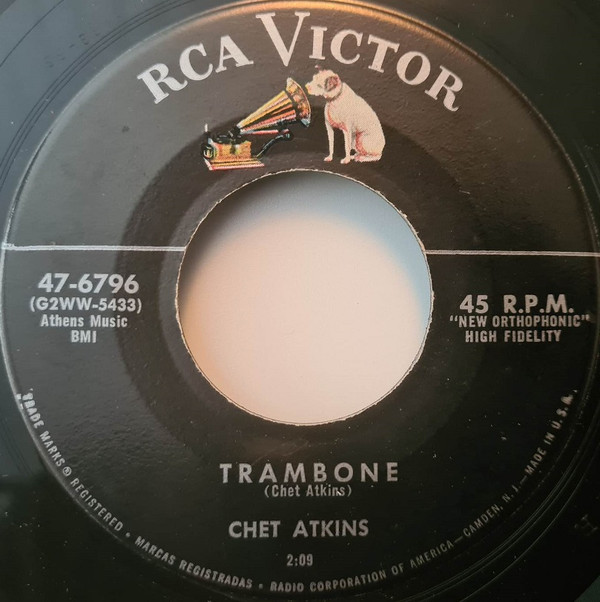 RCA VICTOR
47-6796
(G2WW-5433)
Athens Music
BMI
45 R.P.M.
"NEW ORTHOPHONIC"
HIGH FIDELITY
TRAMBONE
(Chet Atkins)
CHET ATKINS
2:09
TRADE MARKS ® REGISTERED • MARCAS REGISTRADAS • RADIO CORPORATION OF AMERICA—CAMDEN, N. J.—MADE IN U.S.A.